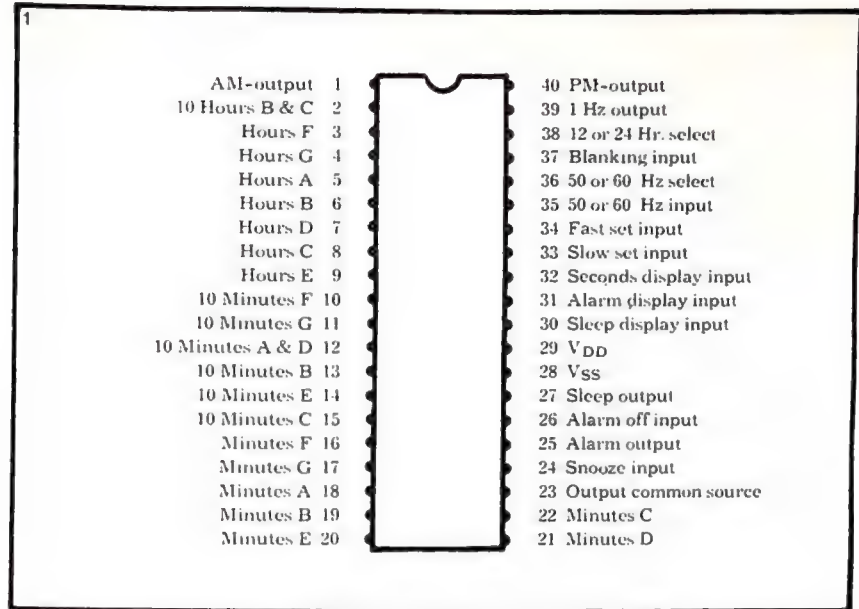 1
AM-output 1
10 Hours B & C 2
Hours F 3
Hours G 4
Hours A 5
Hours B 6
Hours D 7
Hours C 8
Hours E 9
10 Minutes F 10
10 Minutes G 11
10 Minutes A & D 12
10 Minutes B 13
10 Minutes E 14
10 Minutes C 15
Minutes F 16
Minutes G 17
Minutes A 18
Minutes B 19
Minutes E 20
40 PM-output
39 1 Hz output
38 12 or 24 Hr. select
37 Blanking input
36 50 or 60 Hz select
35 50 or 60 Hz input
34 Fast set input
33 Slow set input
32 Seconds display input
31 Alarm display input
30 Sleep display input
29 VDD
28 VSS
27 Sleep output
26 Alarm off input
25 Alarm output
24 Snooze input
23 Output common source
22 Minutes C
21 Minutes D